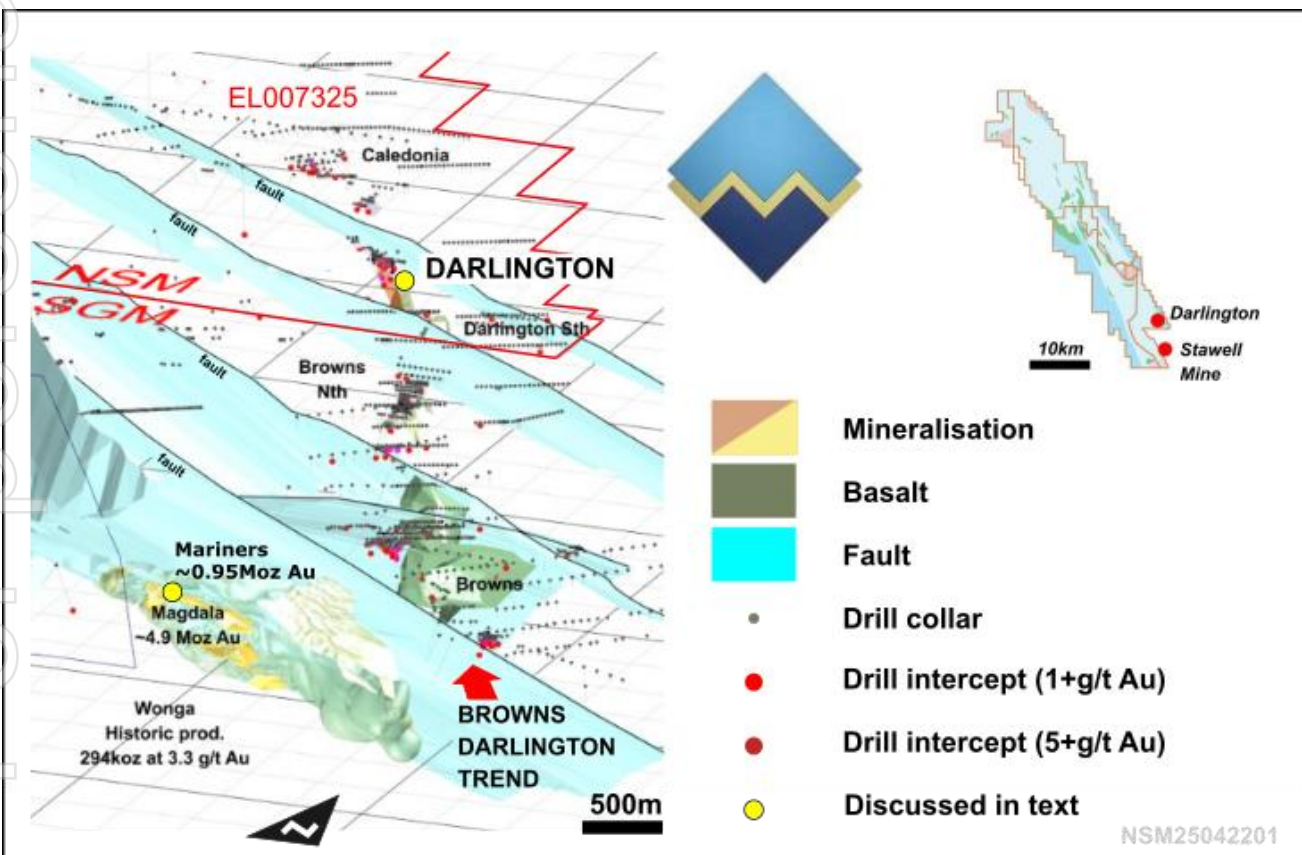 EL007325
Caledonia
fault
fault
DARLINGTON
NSM
SGM
Darlington Sth
fault
Browns
Nth
fault
Mariners
~0.95Moz Au
Magdala
~4.9 Moz Au
Browns
Wonga
Historic prod.
294koz at 3.3 g/t Au
BROWNS
DARLINGTON
TREND
500m
N
Darlington
10km
Stawell
Mine
Mineralisation
Basalt
Fault
Drill collar
Drill intercept (1+g/t Au)
Drill intercept (5+g/t Au)
Discussed in text
NSM25042201